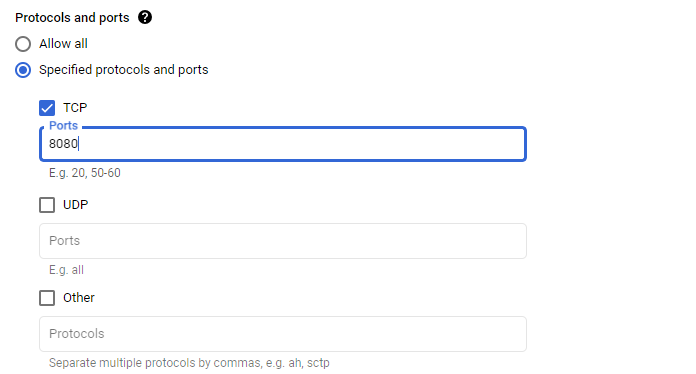 Protocols and ports ?
Allow all
Specified protocols and ports
TCP
Ports
8080
E.g. 20, 50-60
UDP
Ports
E.g. all
Other
Protocols
Separate multiple protocols by commas, e.g. ah, sctp